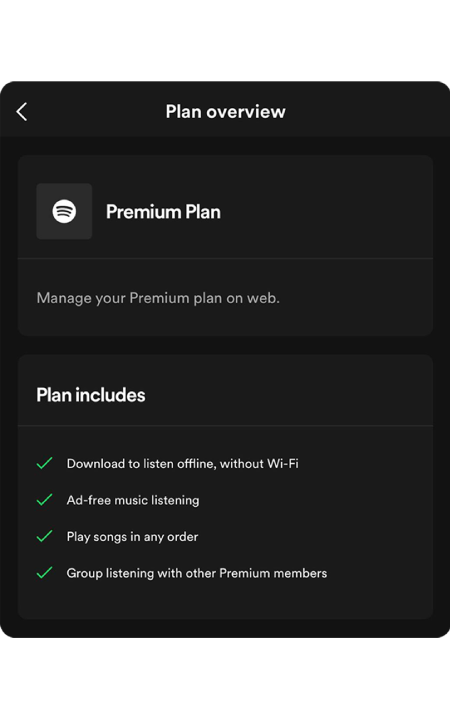 Plan overview
Premium Plan
Manage your Premium plan on web.
Plan includes
Download to listen offline, without Wi-Fi
Ad-free music listening
Play songs in any order
Group listening with other Premium members